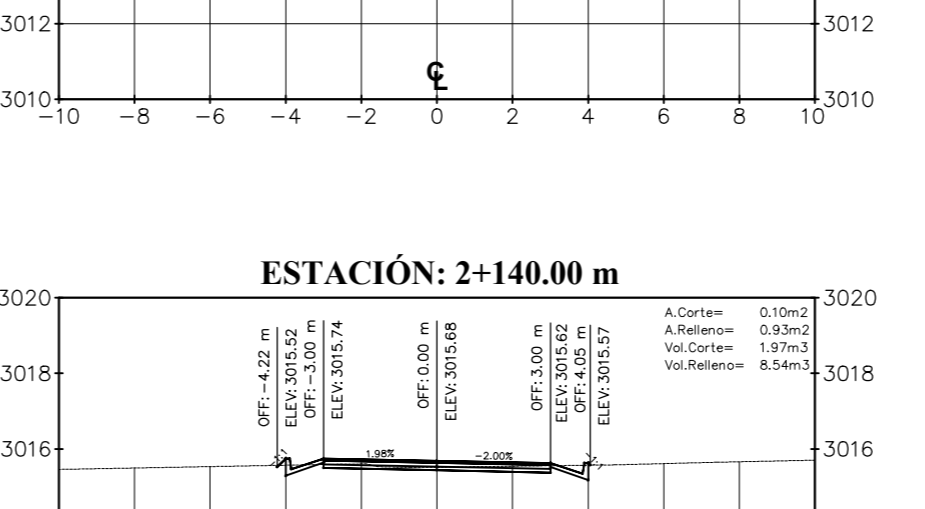 3012 3012
CL
3010 3010
−10 −8 −6 −4 −2 0 2 4 6 8 10
ESTACIÓN: 2+140.00 m
3020 3020
A.Corte= 0.10m2
A.Relleno= 0.93m2
Vol.Corte= 1.97m3
Vol.Relleno= 8.54m3
OFF: −4.22 m
ELEV: 3015.52
OFF: −3.00 m
ELEV: 3015.74
OFF: 0.00 m
ELEV: 3015.68
OFF: 3.00 m
ELEV: 3015.62
OFF: 4.05 m
ELEV: 3015.57
3018 3018
3016 3016
1.98% −2.00%